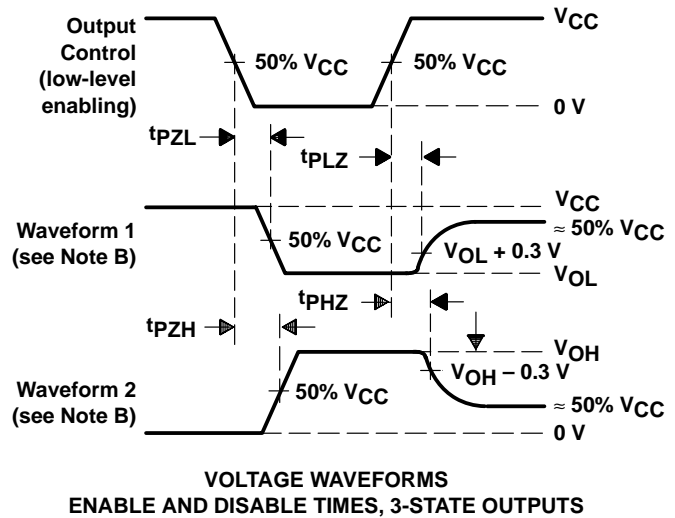 Output
Control
(low-level
enabling)
VCC
50% VCC
50% VCC
0 V
tPZL
tPLZ
VCC
≈ 50% VCC
Waveform 1
(see Note B)
50% VCC
VOL + 0.3 V
VOL
tPHZ
tPZH
VOH
VOH – 0.3 V
Waveform 2
(see Note B)
50% VCC
≈ 50% VCC
0 V
VOLTAGE WAVEFORMS
ENABLE AND DISABLE TIMES, 3-STATE OUTPUTS